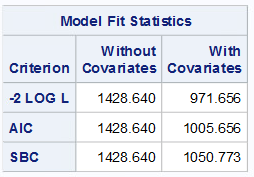 Model Fit Statistics
Criterion Without Covariates With Covariates
-2 LOG L 1428.640 971.656
AIC 1428.640 1005.656
SBC 1428.640 1050.773